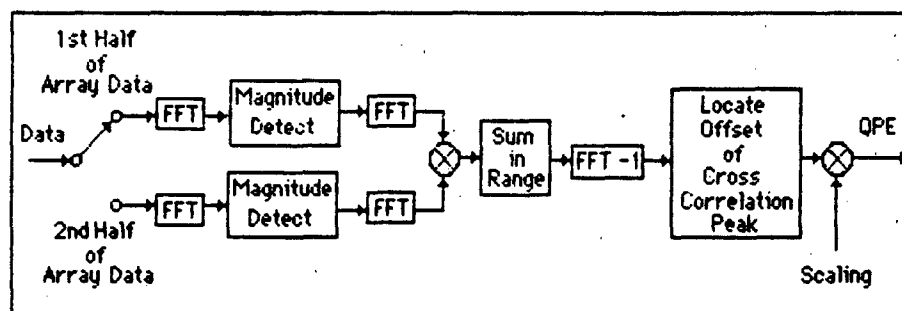 1st Half
of
Array Data
Data
FFT
Magnitude
Detect
FFT
Sum
in
Range
FFT -1
Locate
Offset
of
Cross
Correlation
Peak
QPE
FFT
Magnitude
Detect
FFT
2nd Half
of
Array Data
Scaling